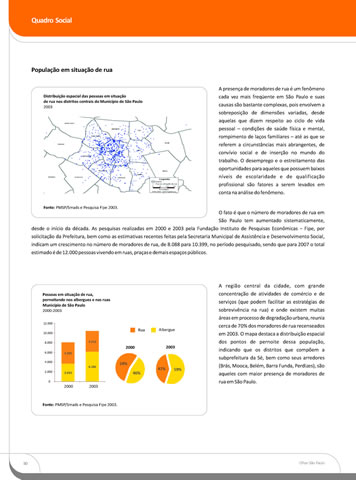 Quadro Social
População em situação de rua
Distribuição espacial das pessoas em situação
de rua nos distritos centrais do Município de São Paulo
2003
Fonte: PMSP/Smads e Pesquisa Fipe 2003.
A presença de moradores de rua é um fenômeno
cada vez mais freqüente em São Paulo e suas
causas são bastante complexas, pois envolvem a
sobreposição de dimensões variadas, desde
aquelas que dizem respeito ao ciclo de vida
pessoal – condições de saúde física e mental,
rompimento de laços familiares – até as que se
referem a circunstâncias mais abrangentes, de
convívio social e de inserção no mundo do
trabalho. O desemprego e o estreitamento das
oportunidades para aqueles que possuem baixos
níveis de escolaridade e de qualificação
profissional são fatores a serem levados em
conta na análise do fenômeno.
O fato é que o número de moradores de rua em
São Paulo tem aumentado sistematicamente,
desde o início da década. As pesquisas realizadas em 2000 e 2003 pela Fundação Instituto de Pesquisas Econômicas – Fipe, por
solicitação da Prefeitura, bem como as estimativas recentes feitas pela Secretaria Municipal de Assistência e Desenvolvimento Social,
indicam um crescimento no número de moradores de rua, de 8.088 para 10.399, no período pesquisado, sendo que para 2007 o total
estimado é de 12.000 pessoas vivendo em ruas, praças e demais espaços públicos.
Pessoas em situação de rua,
pernoitando nos albergues e nas ruas
Município de São Paulo
2000-2003
12.000
10.000
8.000
6.000
4.000
2.000
0
2000 2003
Rua Albergue
2000 2003
Fonte: PMSP/Smads e Pesquisa Fipe 2003.
A região central da cidade, com grande
concentração de atividades de comércio e de
serviços (que podem facilitar as estratégias de
sobrevivência na rua) e onde existem muitas
áreas em processo de degradação urbana, reunia
cerca de 70% dos moradores de rua recenseados
em 2003. O mapa destaca a distribuição espacial
dos pontos de pernoite dessa população,
indicando que os distritos que compõem a
subprefeitura da Sé, bem como seus arredores
(Brás, Mooca, Belém, Barra Funda, Perdizes), são
aqueles com maior presença de moradores de
rua em São Paulo.
Olhar São Paulo